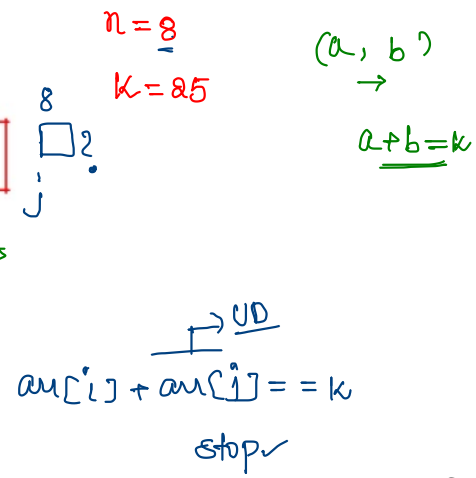 n = 8
(a, b)
k = 25
8
a+b=k
2
j
s
UD
arr[i] + arr[j] == k
stop